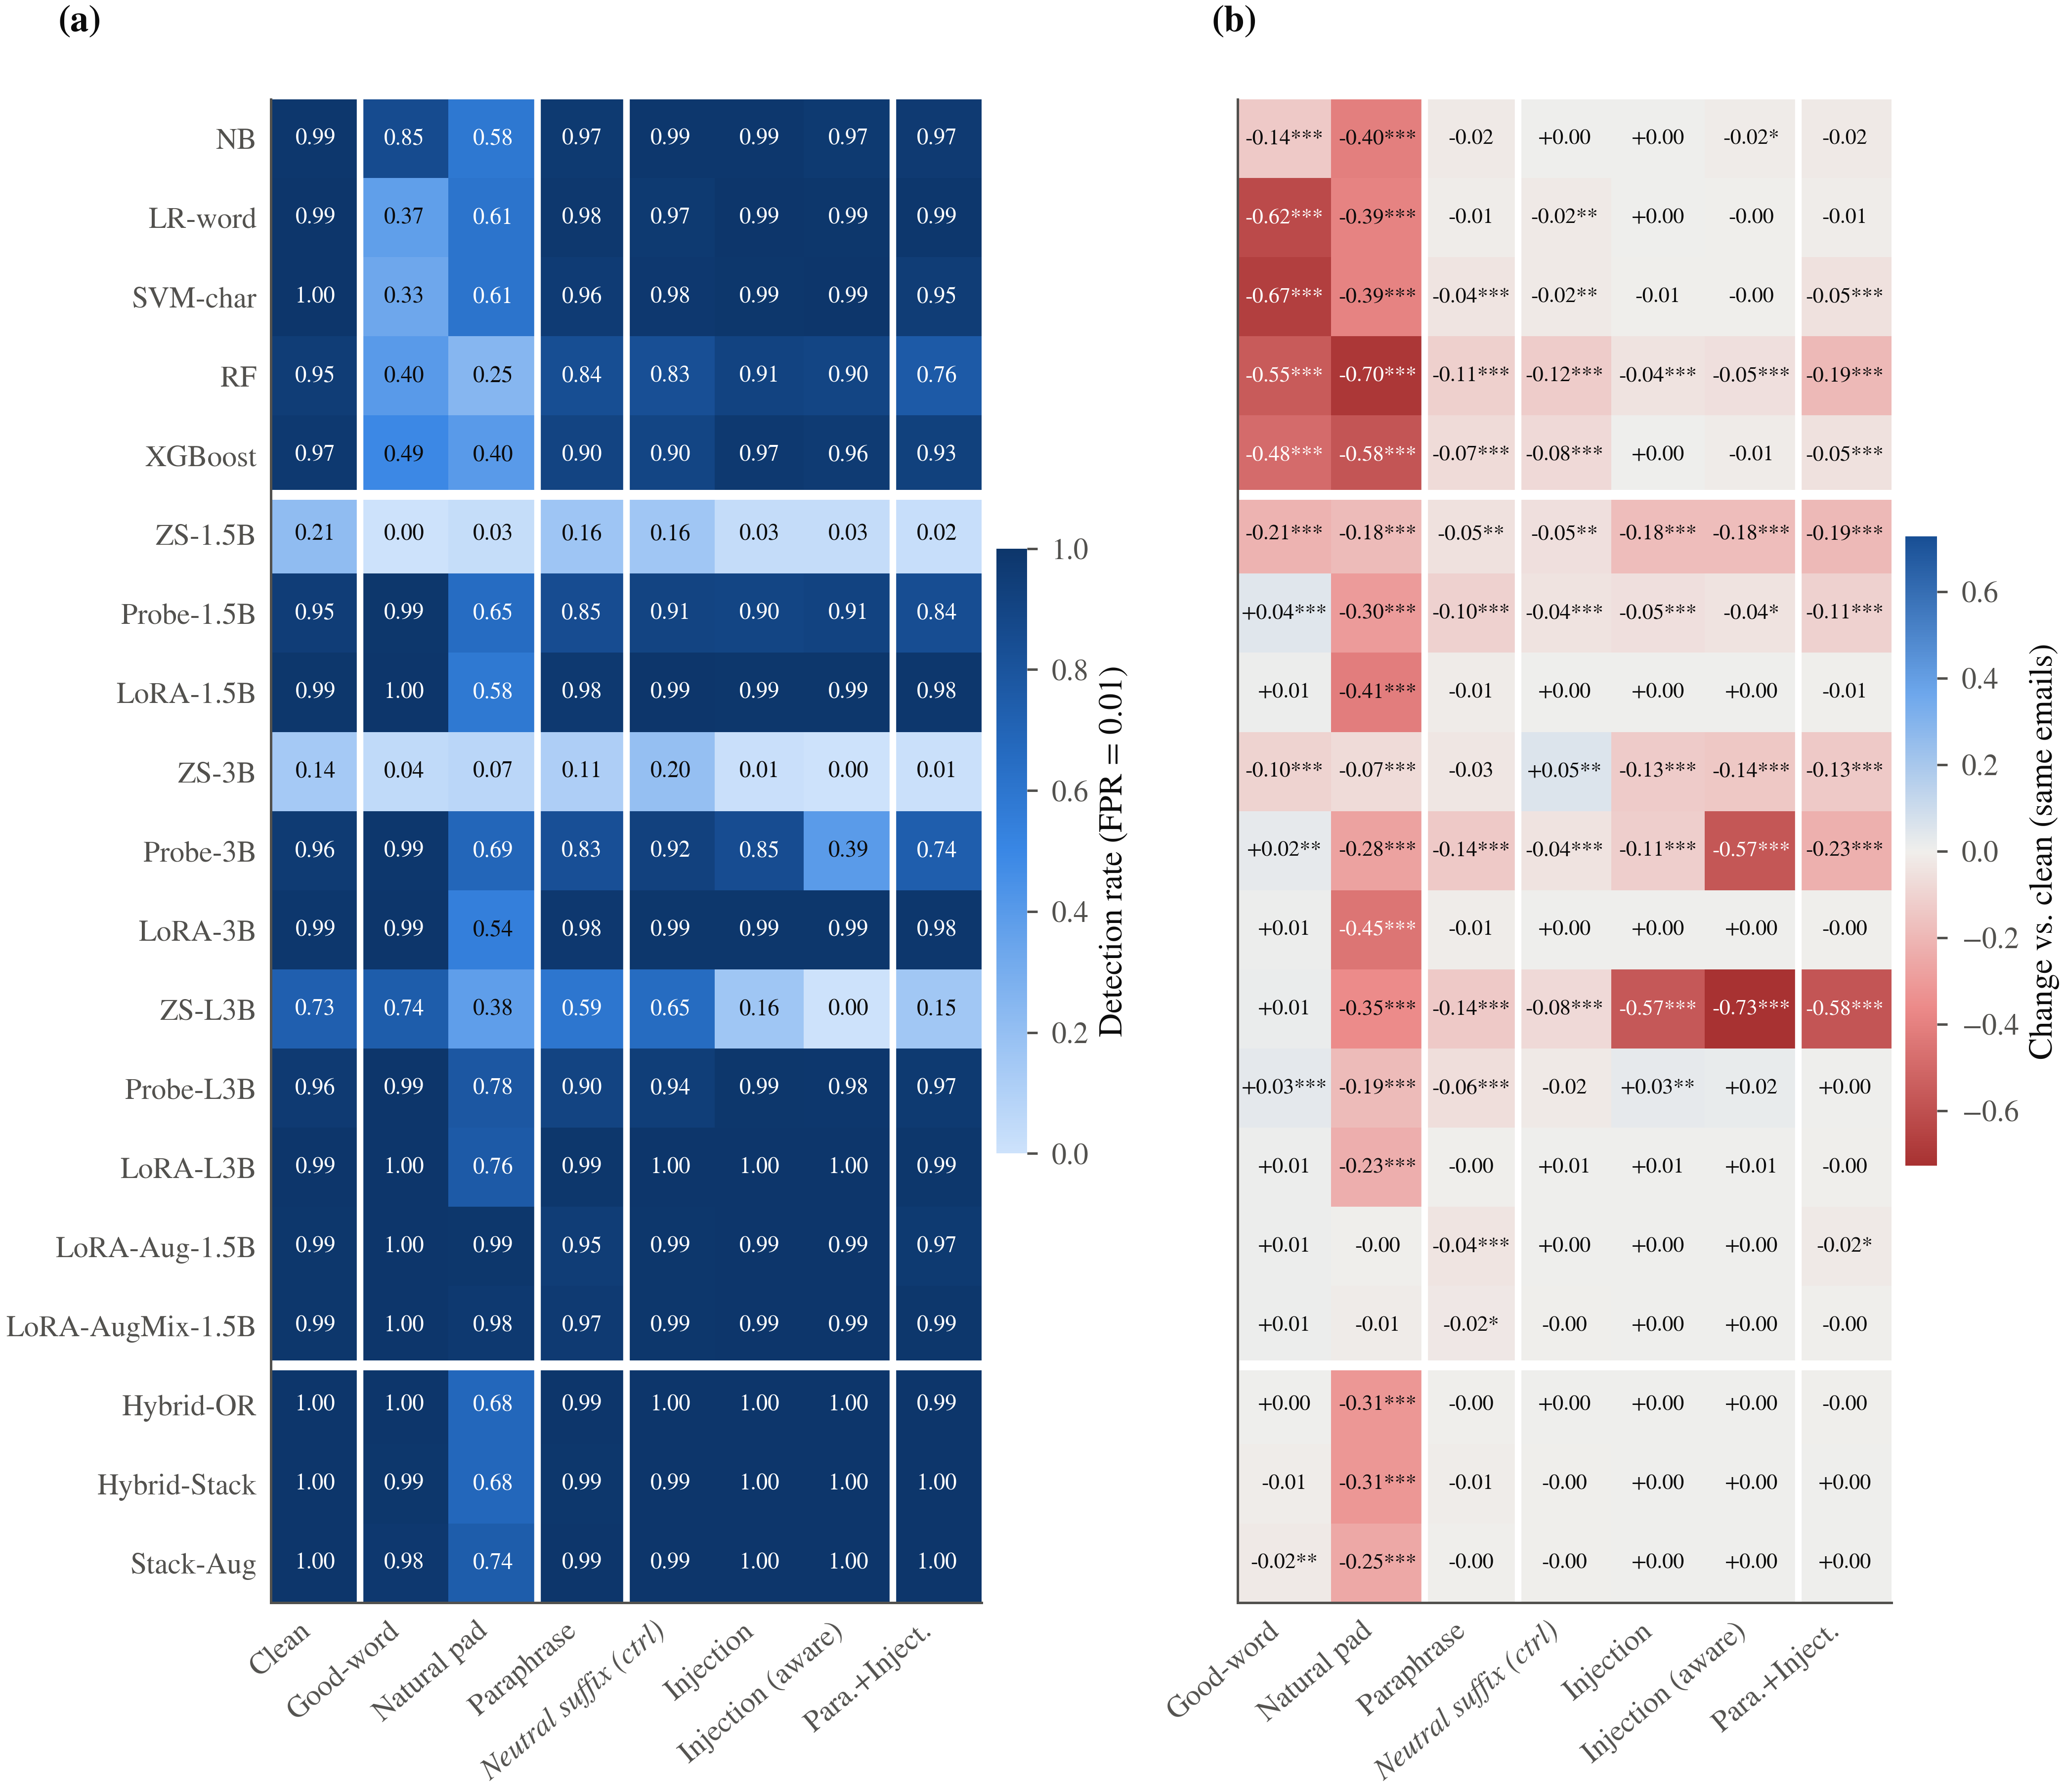 (a)
NB 0.99 0.85 0.58 0.97 0.99 0.99 0.97 0.97
LR-word 0.99 0.37 0.61 0.98 0.97 0.99 0.99 0.99
SVM-char 1.00 0.33 0.61 0.96 0.98 0.99 0.99 0.95
RF 0.95 0.40 0.25 0.84 0.83 0.91 0.90 0.76
XGBoost 0.97 0.49 0.40 0.90 0.90 0.97 0.96 0.93
ZS-1.5B 0.21 0.00 0.03 0.16 0.16 0.03 0.03 0.02
Probe-1.5B 0.95 0.99 0.65 0.85 0.91 0.90 0.91 0.84
LoRA-1.5B 0.99 1.00 0.58 0.98 0.99 0.99 0.99 0.98
ZS-3B 0.14 0.04 0.07 0.11 0.20 0.01 0.00 0.01
Probe-3B 0.96 0.99 0.69 0.83 0.92 0.85 0.39 0.74
LoRA-3B 0.99 0.99 0.54 0.98 0.99 0.99 0.99 0.98
ZS-L3B 0.73 0.74 0.38 0.59 0.65 0.16 0.00 0.15
Probe-L3B 0.96 0.99 0.78 0.90 0.94 0.99 0.98 0.97
LoRA-L3B 0.99 1.00 0.76 0.99 1.00 1.00 1.00 0.99
LoRA-Aug-1.5B 0.99 1.00 0.99 0.95 0.99 0.99 0.99 0.97
LoRA-AugMix-1.5B 0.99 1.00 0.98 0.97 0.99 0.99 0.99 0.99
Hybrid-OR 1.00 1.00 0.68 0.99 1.00 1.00 1.00 0.99
Hybrid-Stack 1.00 0.99 0.68 0.99 0.99 1.00 1.00 1.00
Stack-Aug 1.00 0.98 0.74 0.99 0.99 1.00 1.00 1.00
Clean
Good-word
Natural pad
Paraphrase
Neutral suffix (ctrl)
Injection
Injection (aware)
Para.+Inject.
1.0
0.8
0.6
0.4
0.2
0.0
Detection rate (FPR = 0.01)
(b)
-0.14*** -0.40*** -0.02 +0.00 +0.00 -0.02* -0.02
-0.62*** -0.39*** -0.01 -0.02** +0.00 -0.00 -0.01
-0.67*** -0.39*** -0.04*** -0.02** -0.01 -0.00 -0.05***
-0.55*** -0.70*** -0.11*** -0.12*** -0.04*** -0.05*** -0.19***
-0.48*** -0.58*** -0.07*** -0.08*** +0.00 -0.01 -0.05***
-0.21*** -0.18*** -0.05** -0.05** -0.18*** -0.18*** -0.19***
+0.04*** -0.30*** -0.10*** -0.04*** -0.05*** -0.04* -0.11***
+0.01 -0.41*** -0.01 +0.00 +0.00 +0.00 -0.01
-0.10*** -0.07*** -0.03 +0.05** -0.13*** -0.14*** -0.13***
+0.02** -0.28*** -0.14*** -0.04*** -0.11*** -0.57*** -0.23***
+0.01 -0.45*** -0.01 +0.00 +0.00 +0.00 -0.00
+0.01 -0.35*** -0.14*** -0.08*** -0.57*** -0.73*** -0.58***
+0.03*** -0.19*** -0.06*** -0.02 +0.03** +0.02 +0.00
+0.01 -0.23*** -0.00 +0.01 +0.01 +0.01 -0.00
+0.01 -0.00 -0.04*** +0.00 +0.00 +0.00 -0.02*
+0.01 -0.01 -0.02* -0.00 +0.00 +0.00 -0.00
+0.00 -0.31*** -0.00 +0.00 +0.00 +0.00 -0.00
-0.01 -0.31*** -0.01 -0.00 +0.00 +0.00 +0.00
-0.02** -0.25*** -0.00 -0.00 +0.00 +0.00 +0.00
Good-word
Natural pad
Paraphrase
Neutral suffix (ctrl)
Injection
Injection (aware)
Para.+Inject.
0.6
0.4
0.2
0.0
−0.2
−0.4
−0.6
Change vs. clean (same emails)